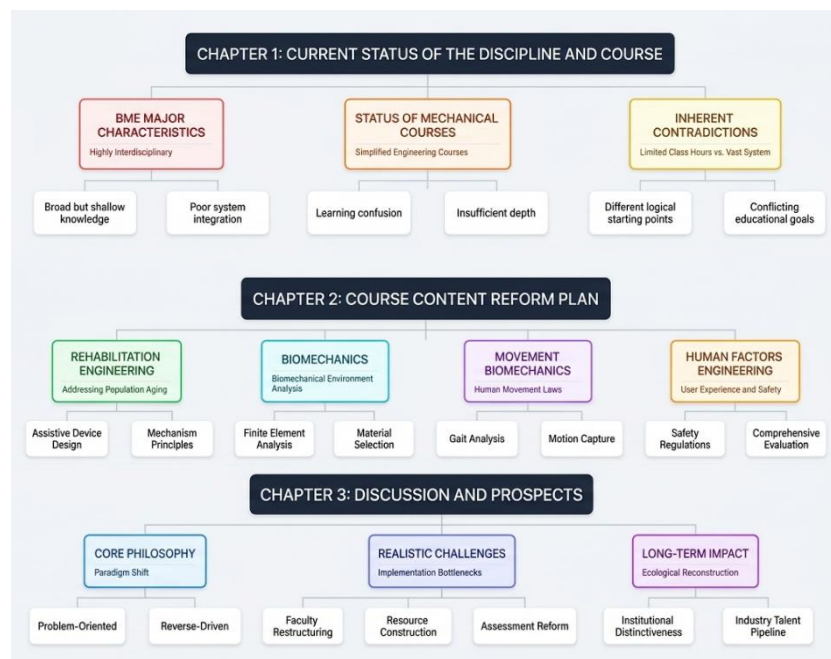 CHAPTER 1: CURRENT STATUS OF THE DISCIPLINE AND COURSE
BME MAJOR
CHARACTERISTICS
Highly Interdisciplinary
STATUS OF MECHANICAL
COURSES
Simplified Engineering Courses
INHERENT
CONTRADICTIONS
Limited Class Hours vs. Vast System
Broad but shallow
knowledge
Poor system
integration
Learning confusion
Insufficient depth
Different logical
starting points
Conflicting
educational goals
CHAPTER 2: COURSE CONTENT REFORM PLAN
REHABILITATION
ENGINEERING
Addressing Population Aging
BIOMECHANICS
Biomechanical Environment
Analysis
MOVEMENT
BIOMECHANICS
Human Movement Laws
HUMAN FACTORS
ENGINEERING
User Experience and Safety
Assistive Device
Design
Mechanism
Principles
Finite Element
Analysis
Material
Selection
Gait Analysis
Motion Capture
Safety
Regulations
Comprehensive
Evaluation
CHAPTER 3: DISCUSSION AND PROSPECTS
CORE PHILOSOPHY
Paradigm Shift
REALISTIC CHALLENGES
Implementation Bottlenecks
LONG-TERM IMPACT
Ecological Reconstruction
Problem-Oriented
Reverse-Driven
Faculty
Restructuring
Resource
Construction
Assessment Reform
Institutional
Distinctiveness
Industry Talent
Pipeline